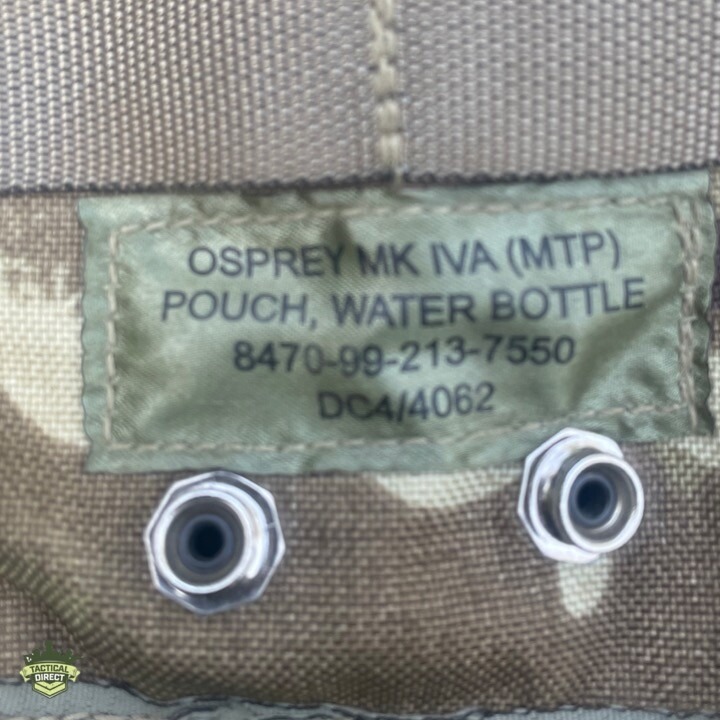 OSPREY MK IVA (MTP)
POUCH, WATER BOTTLE
8470-99-213-7550
DC4/4062
TACTICAL
DIRECT